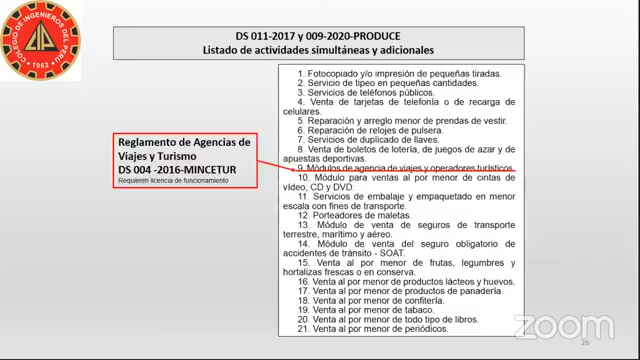 COLEGIO DE INGENIEROS DEL PERU
1962
DS 011-2017 y 009-2020-PRODUCE
Listado de actividades simultáneas y adicionales
Reglamento de Agencias de
Viajes y Turismo
DS 004 -2016-MINCETUR
Requieren licencia de funcionamiento
1. Fotocopiado y/o impresión de pequeñas tiradas.
2. Servicio de tipeo en pequeñas cantidades.
3. Servicios de teléfonos públicos.
4. Venta de tarjetas de telefonía o de recarga de
celulares.
5. Reparación y arreglo menor de prendas de vestir.
6. Reparación de relojes de pulsera.
7. Servicios de duplicado de llaves.
8. Venta de boletos de lotería, de juegos de azar y de
apuestas deportivas.
9. Módulos de agencia de viajes y operadores turísticos.
10. Módulo para ventas al por menor de cintas de
vídeo, CD y DVD.
11. Servicios de embalaje y empaquetado en menor
escala con fines de transporte.
12. Porteadores de maletas.
13. Módulo de venta de seguros de transporte
terrestre, marítimo y aéreo.
14. Módulo de venta del seguro obligatorio de
accidentes de tránsito - SOAT.
15. Venta al por menor de frutas, legumbres y
hortalizas frescas o en conserva.
16. Venta al por menor de productos lácteos y huevos.
17. Venta al por menor de productos de panadería.
18. Venta al por menor de confitería.
19. Venta al por menor de tabaco.
20. Venta al por menor de todo tipo de libros.
21. Venta al por menor de periódicos.
zoom
26